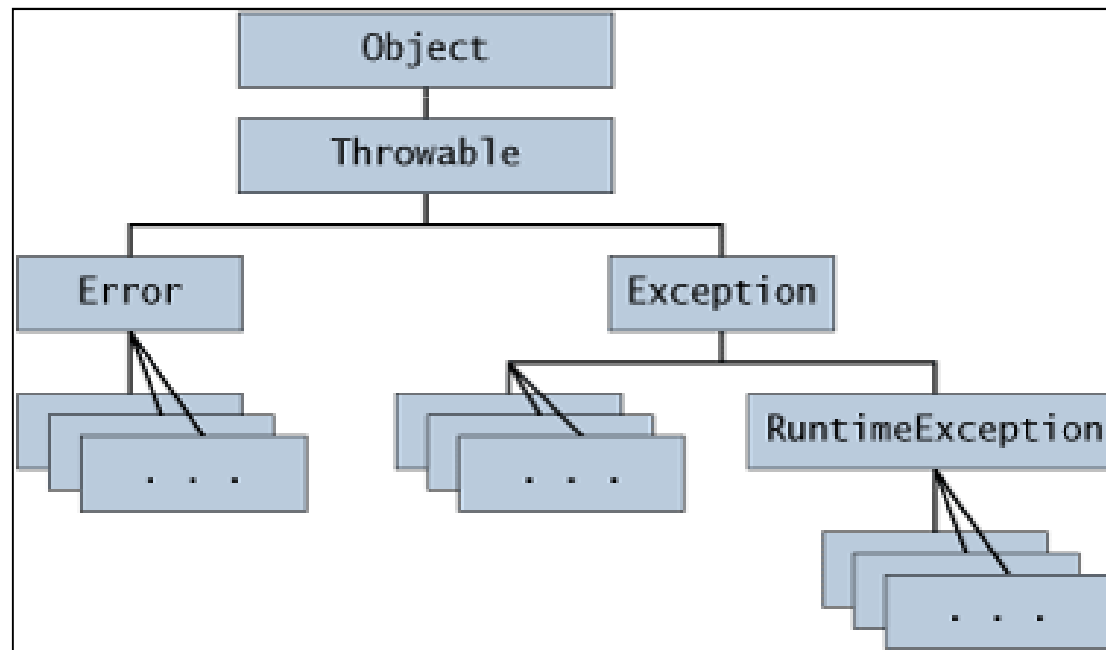 Object
Throwable
Error
Exception
RuntimeException
. . .
. . .
. . .